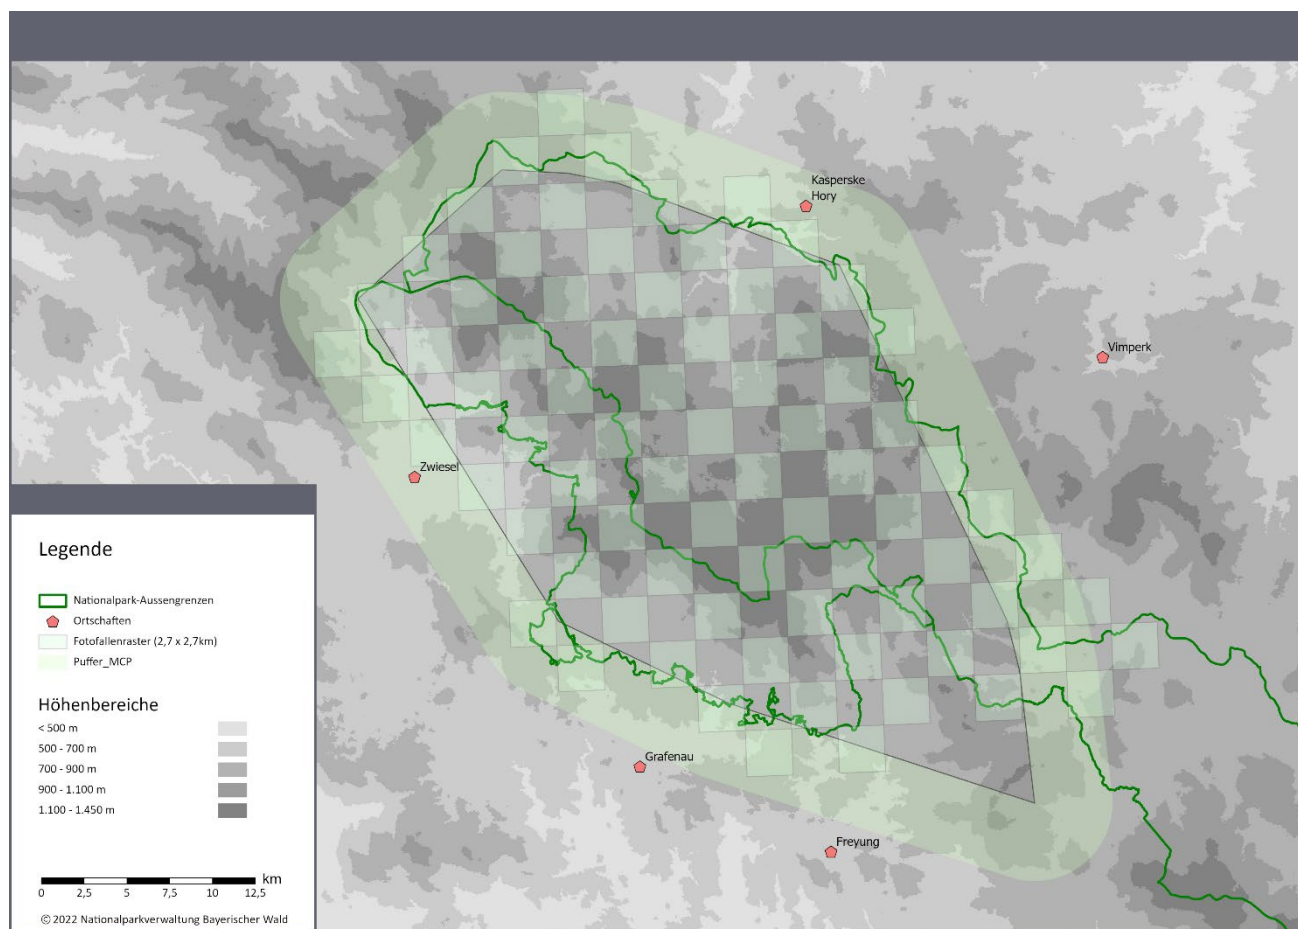 Kasperske
Hory
Vimperk
Zwiesel
Grafenau
Freyung
Legende
Nationalpark-Aussengrenzen
Ortschaften
Fotofallenraster (2,7 x 2,7km)
Puffer_MCP
Höhenbereiche
< 500 m
500 - 700 m
700 - 900 m
900 - 1.100 m
1.100 - 1.450 m
km
0 2,5 7,5 10 12,5
© 2022 Nationalparkverwaltung Bayerischer Wald